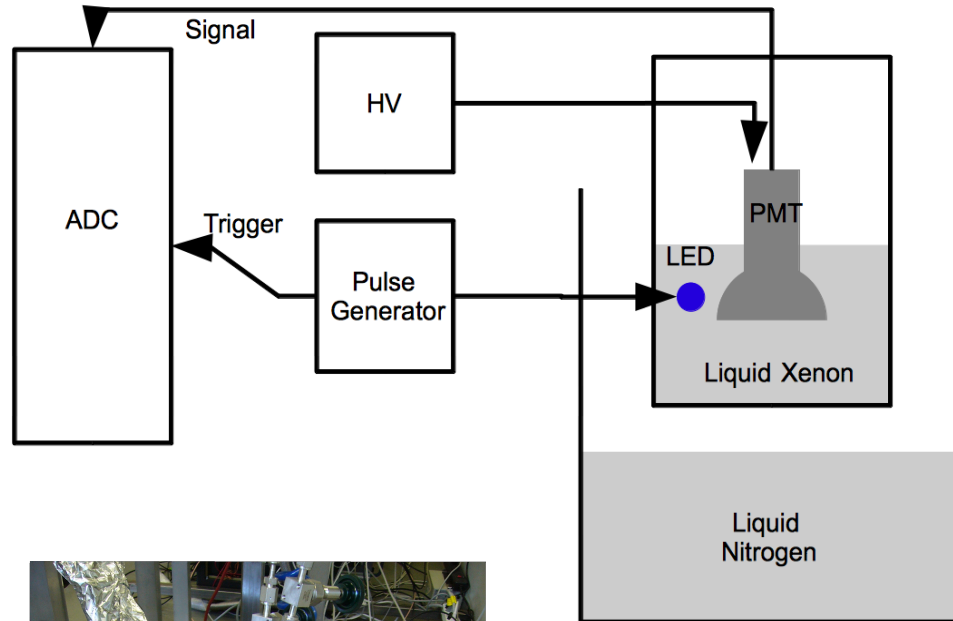 Signal
HV
ADC
Trigger
PMT
LED
Pulse
Generator
Liquid Xenon
Liquid
Nitrogen